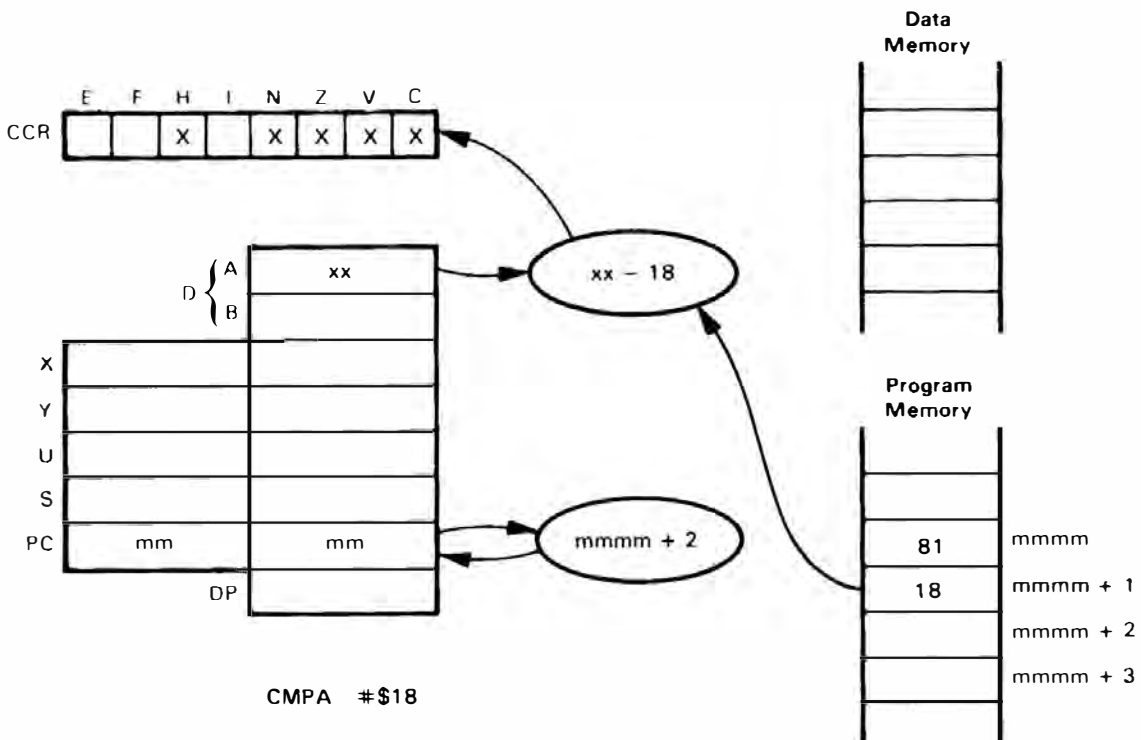 Data
Memory
E F H I N Z V C
CCR X X X X X
D { A xx
B
xx – 18
X
Y
U
S
PC mm mm
DP
mmmm + 2
Program
Memory
81 mmmm
18 mmmm + 1
mmmm + 2
mmmm + 3
CMPA #$18